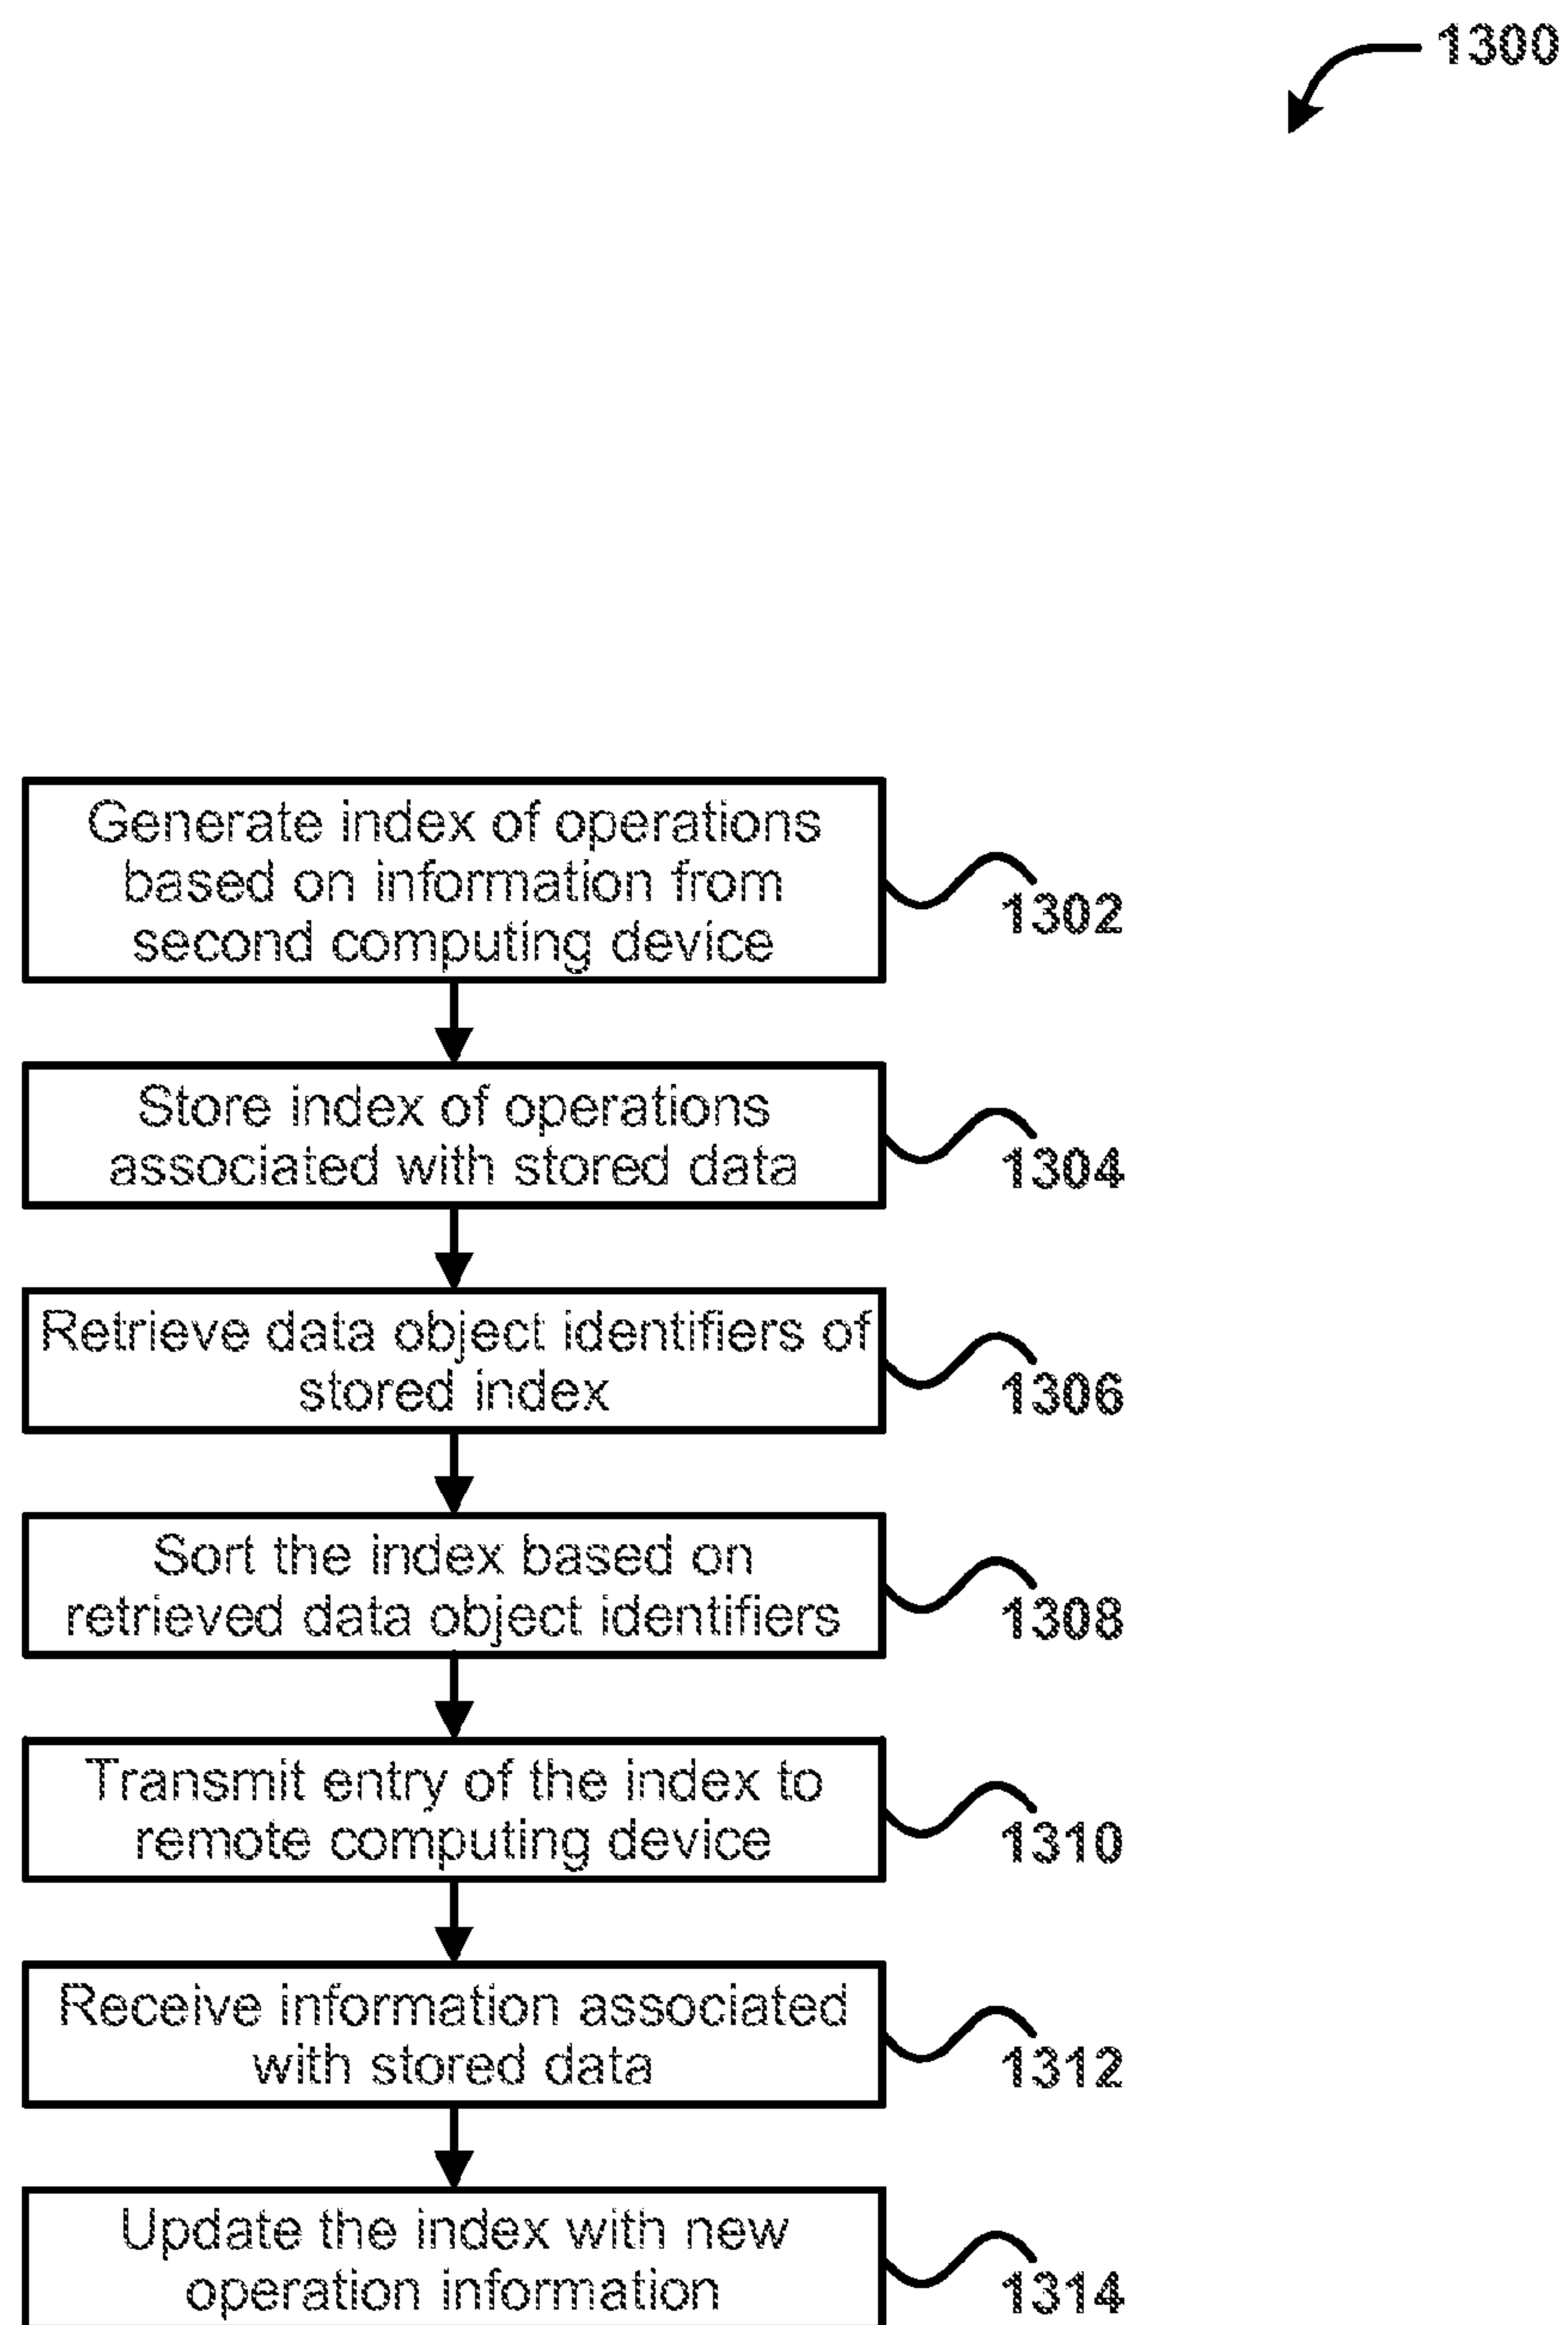 1300
Generate index of operations
based on information from
second computing device
1302
Store index of operations
associated with stored data
1304
Retrieve data object identifiers of
stored index
1306
Sort the index based on
retrieved data object identifiers
1308
Transmit entry of the index to
remote computing device
1310
Receive information associated
with stored data
1312
Update the index with new
operation information
1314